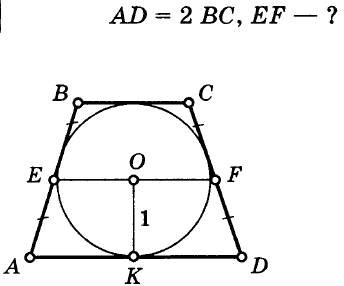 AD = 2 BC, EF — ?
B C
E O F
1
A K D